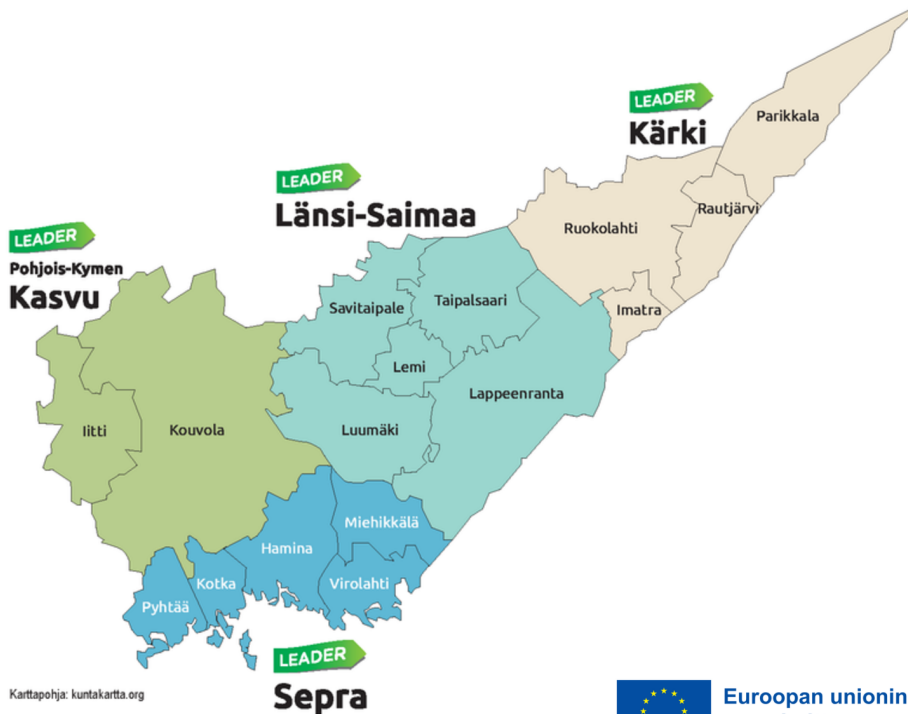 LEADER
Kärki
Parikkala
Rautjärvi
Ruokolahti
Imatra
LEADER
Länsi-Saimaa
Savitaipale
Taipalsaari
Lemi
Lappeenranta
Luumäki
LEADER
Pohjois-Kymen
Kasvu
Iitti
Kouvola
Miehikkälä
Hamina
Virolahti
Kotka
Pyhtää
LEADER
Sepra
Karttapohja: kuntakartta.org
Euroopan unionin